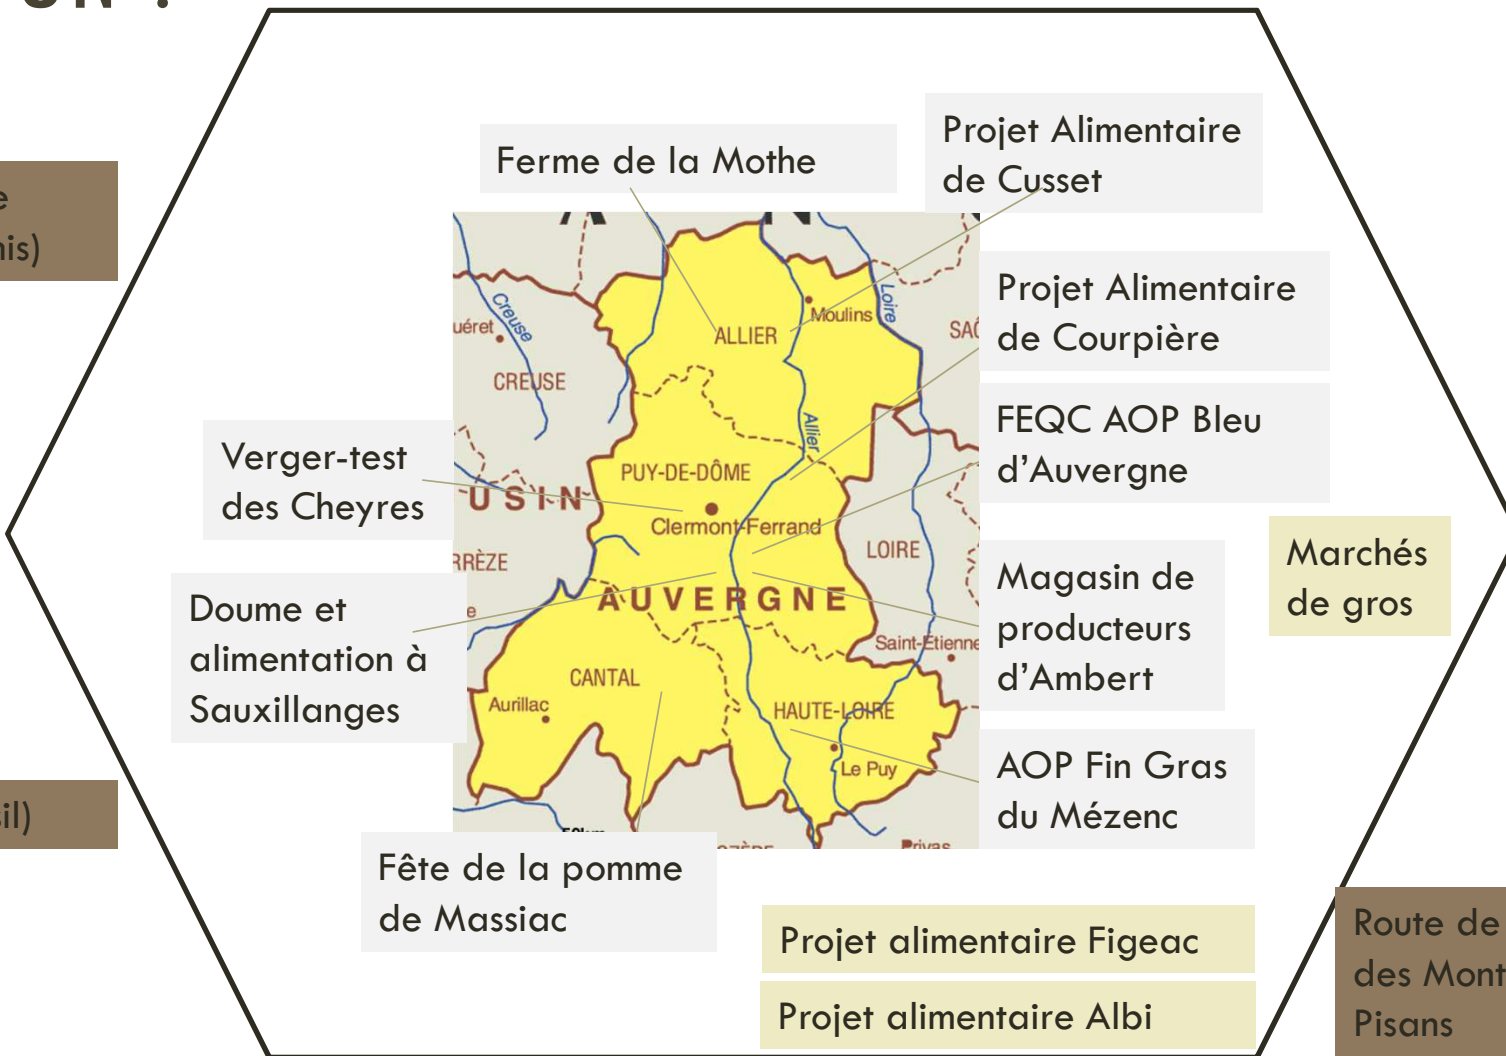 Ferme de la Mothe
Projet Alimentaire
de Cusset
Projet Alimentaire
de Courpière
FEQC AOP Bleu
d’Auvergne
Verger-test
des Cheyres
Marchés
de gros
Magasin de
producteurs
d’Ambert
Doume et
alimentation à
Sauxillanges
AOP Fin Gras
du Mézenc
Fête de la pomme
de Massiac
Projet alimentaire Figeac
Projet alimentaire Albi
Route de
des Mont
Pisans
Creuse
Loire
Moulins
ALLIER
CREUSE
Allier
PUY-DE-DÔME
Clermont-Ferrand
LOIRE
AUVERGNE
Saint-Etienne
CANTAL
Aurillac
HAUTE-LOIRE
Le Puy
Privas